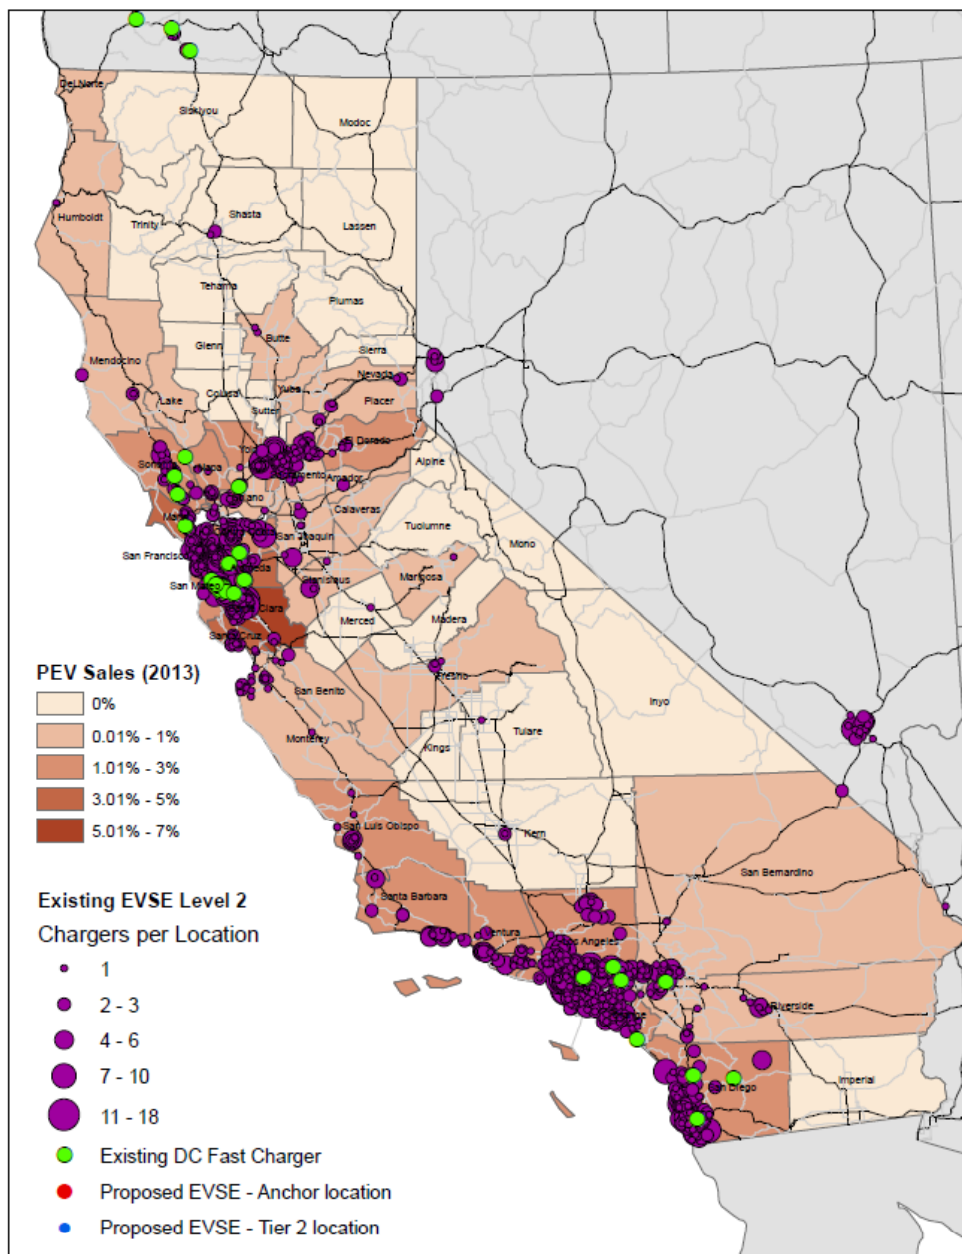 Del Norte
Siskiyou
Modoc
Humboldt
Trinity
Shasta
Lassen
Tehama
Plumas
Glenn
Butte
Sierra
Mendocino
Nevada
Lake
Colusa
Yuba
Placer
Sutter
El Dorado
Napa
Alpine
Amador
Calaveras
Tuolumne
Mono
San Joaquin
San Francisco
Stanislaus
Mariposa
San Mateo
Merced
Madera
Santa Cruz
Fresno
San Benito
Inyo
Monterey
Kings
Tulare
San Luis Obispo
Kern
San Bernardino
Santa Barbara
Ventura
Los Angeles
Riverside
San Diego
Imperial
PEV Sales (2013)
0%
0.01% - 1%
1.01% - 3%
3.01% - 5%
5.01% - 7%
Existing EVSE Level 2
Chargers per Location
1
2 - 3
4 - 6
7 - 10
11 - 18
Existing DC Fast Charger
Proposed EVSE - Anchor location
Proposed EVSE - Tier 2 location